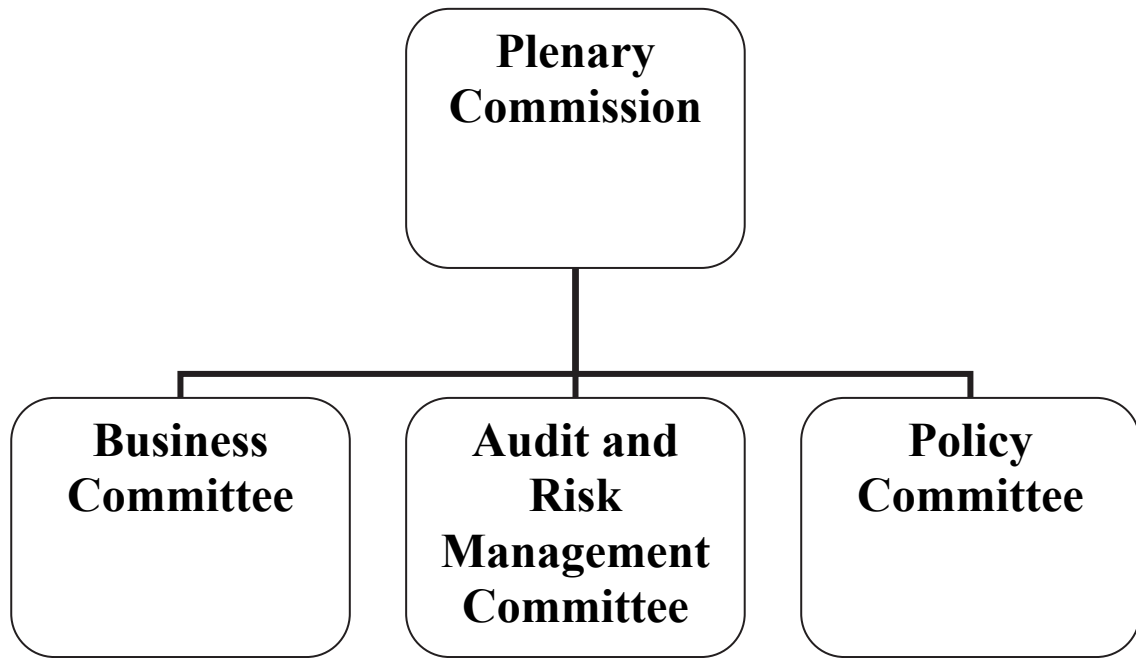 Plenary
Commission
Business
Committee
Audit and
Risk
Management
Committee
Policy
Committee